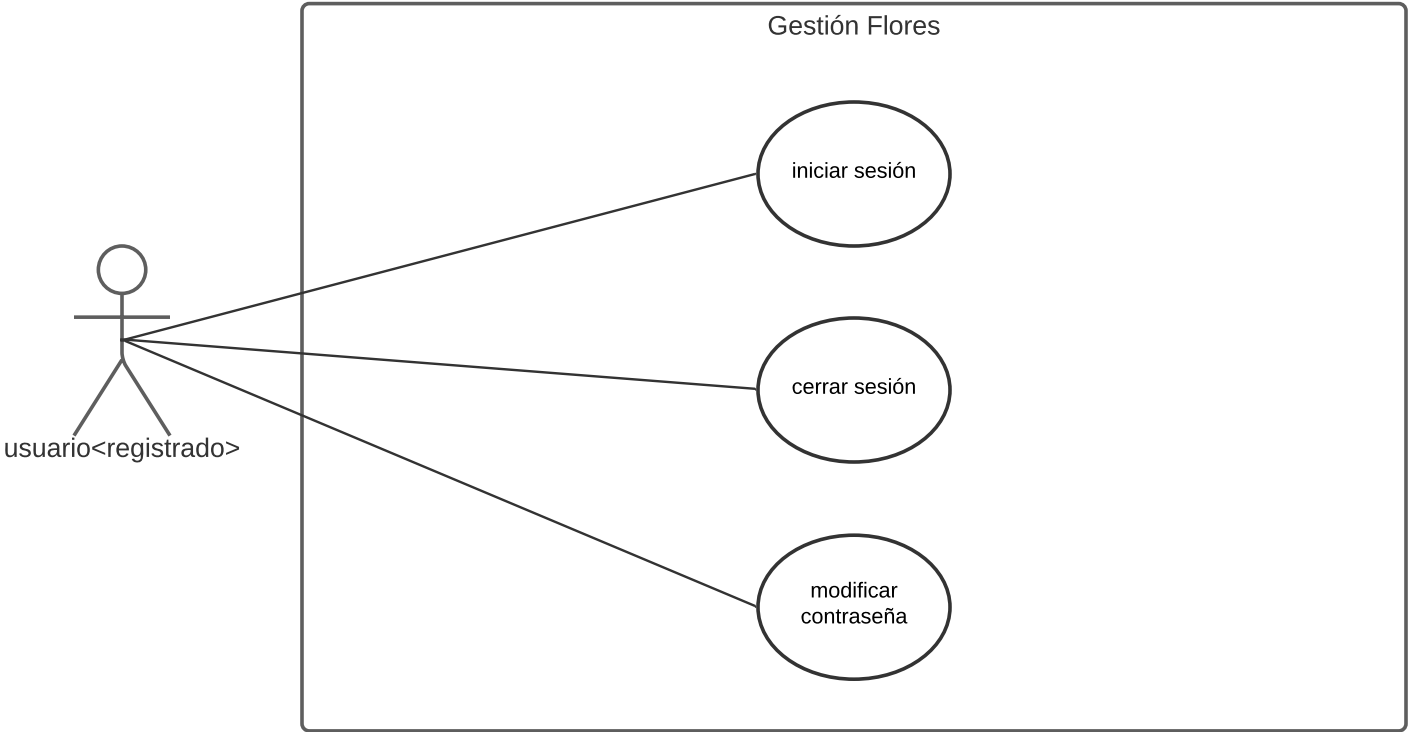 Gestión Flores
iniciar sesión
cerrar sesión
usuario<registrado>
modificar
contraseña